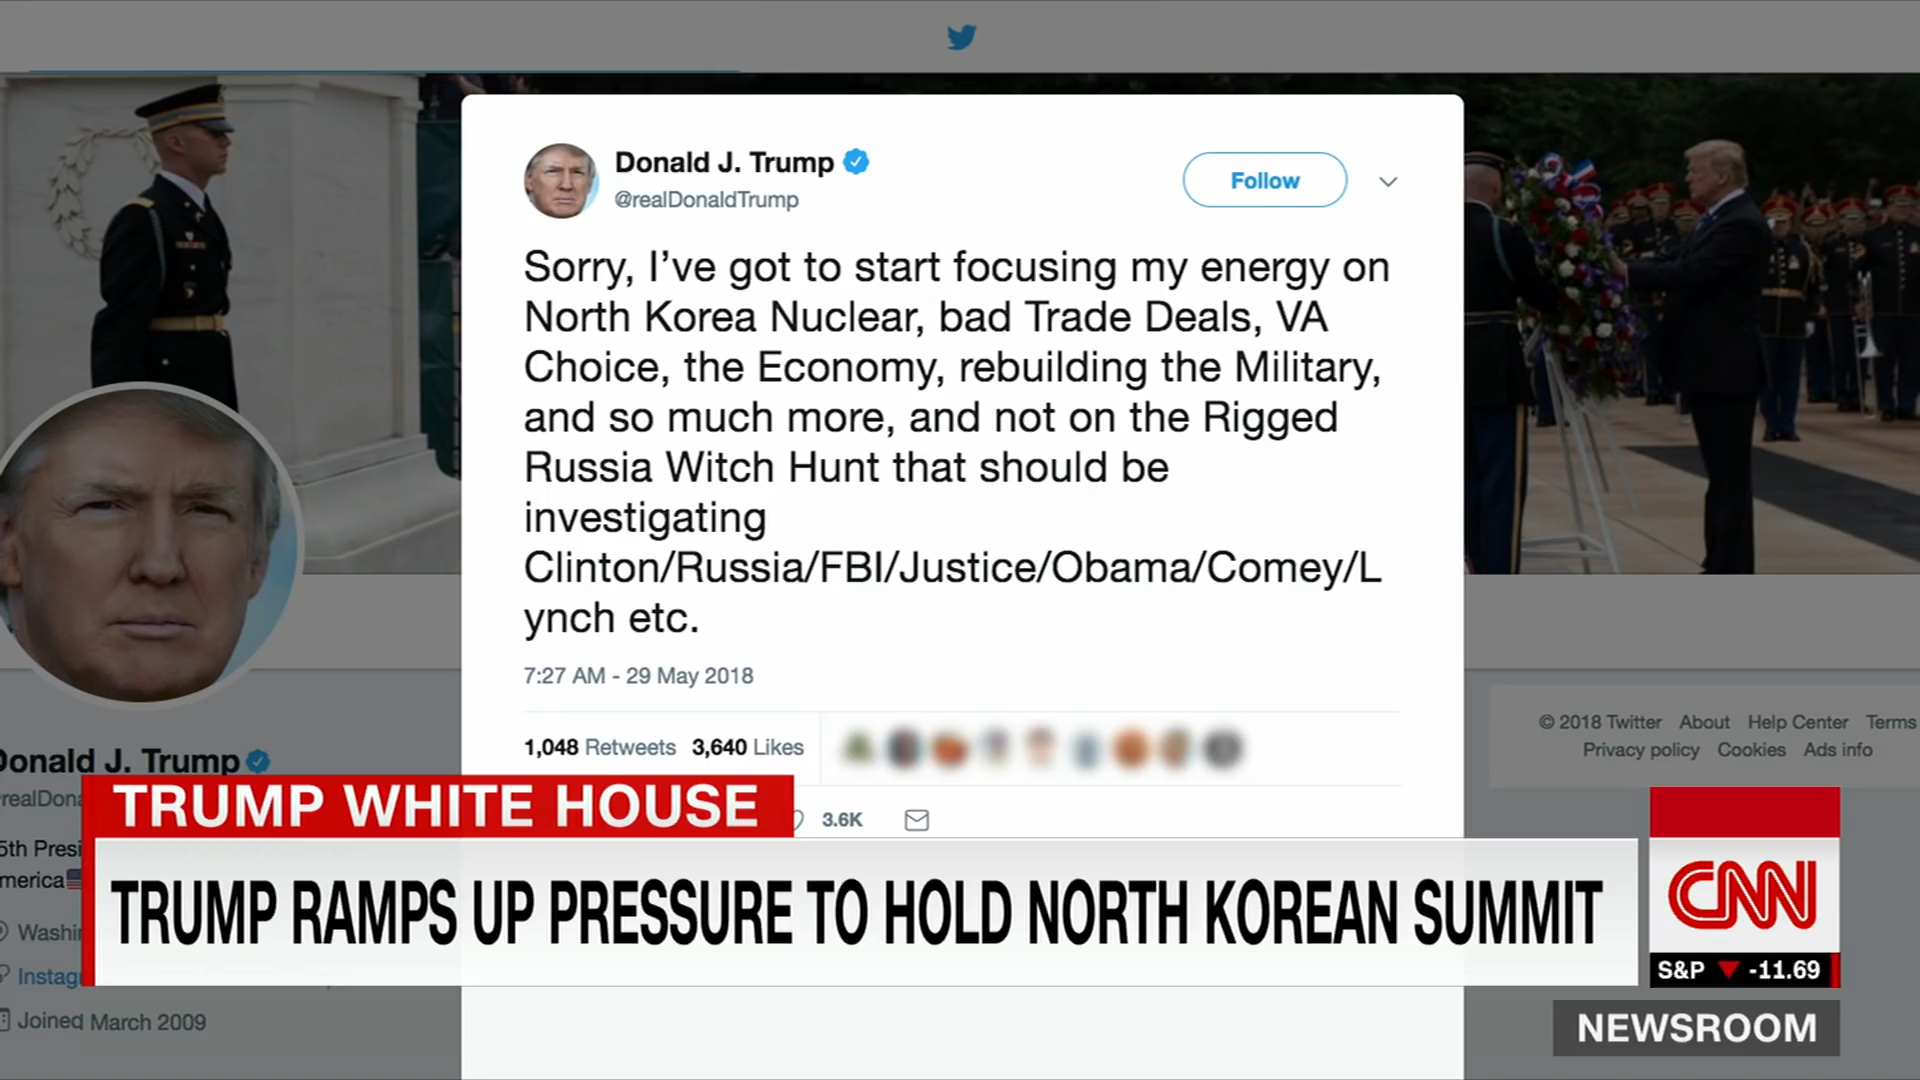 Donald J. Trump
@realDonaldTrump
Follow
Sorry, I've got to start focusing my energy on
North Korea Nuclear, bad Trade Deals, VA
Choice, the Economy, rebuilding the Military,
and so much more, and not on the Rigged
Russia Witch Hunt that should be
investigating
Clinton/Russia/FBI/Justice/Obama/Comey/L
ynch etc.
7:27 AM - 29 May 2018
1,048 Retweets 3,640 Likes
3.6K
Donald J. Trump
realDona
5th Presi
merica
Washin
Instag
Joined March 2009
© 2018 Twitter About Help Center Terms
Privacy policy Cookies Ads info
TRUMP WHITE HOUSE
TRUMP RAMPS UP PRESSURE TO HOLD NORTH KOREAN SUMMIT
CNN
S&P ▼ -11.69
NEWSROOM